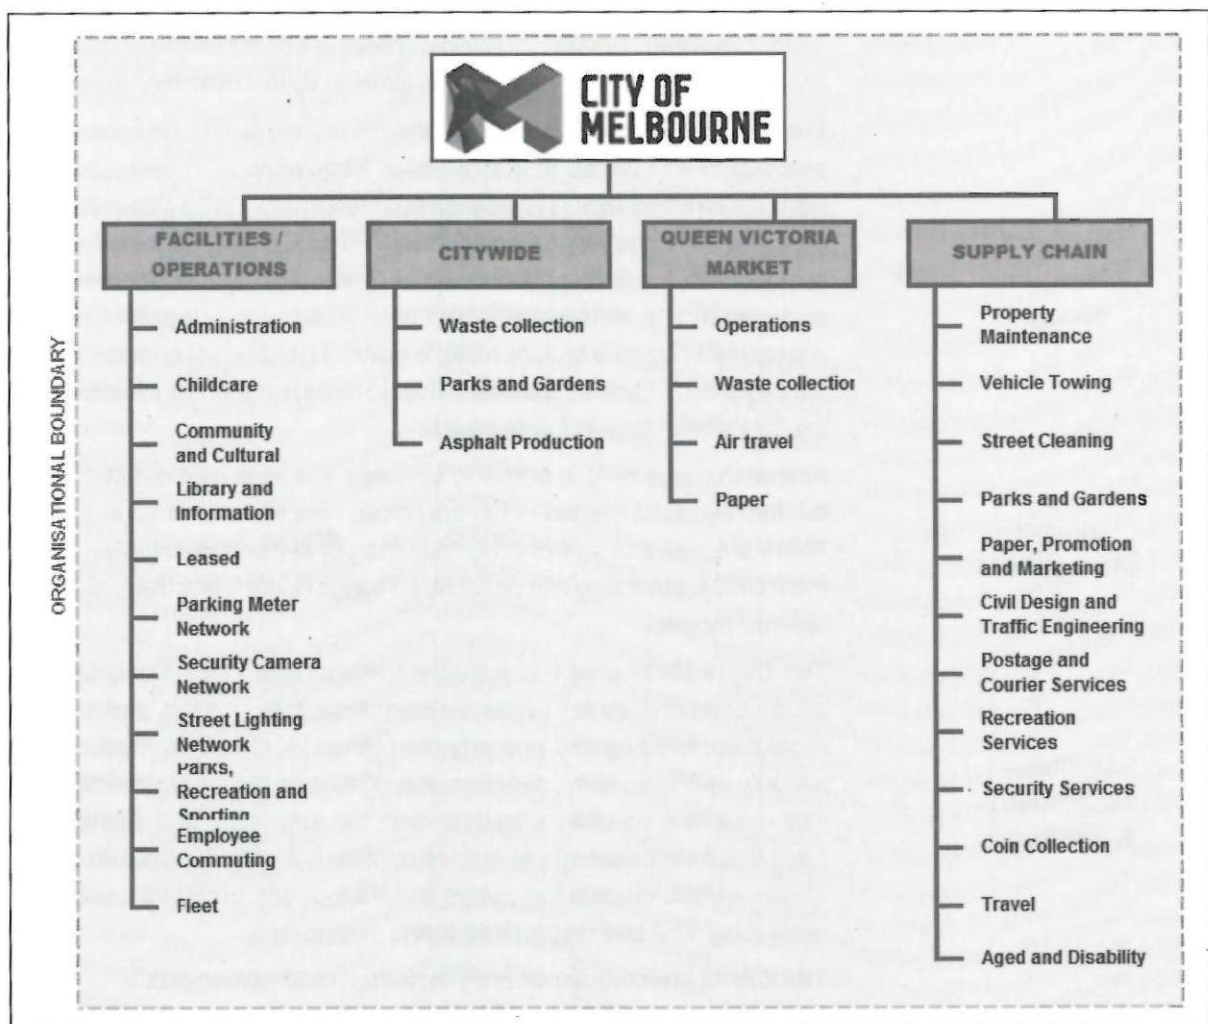 CITY OF
MELBOURNE
ORGANISATIONAL BOUNDARY
FACILITIES /
OPERATIONS
Administration
Childcare
Community
and Cultural
Library and
Information
Leased
Parking Meter
Network
Security Camera
Network
Street Lighting
Network
Parks,
Recreation and
Sporting
Employee
Commuting
Fleet
CITYWIDE
Waste collection
Parks and Gardens
Asphalt Production
QUEEN VICTORIA
MARKET
Operations
Waste collection
Air travel
Paper
SUPPLY CHAIN
Property
Maintenance
Vehicle Towing
Street Cleaning
Parks and Gardens
Paper, Promotion
and Marketing
Civil Design and
Traffic Engineering
Postage and
Courier Services
Recreation
Services
Security Services
Coin Collection
Travel
Aged and Disability